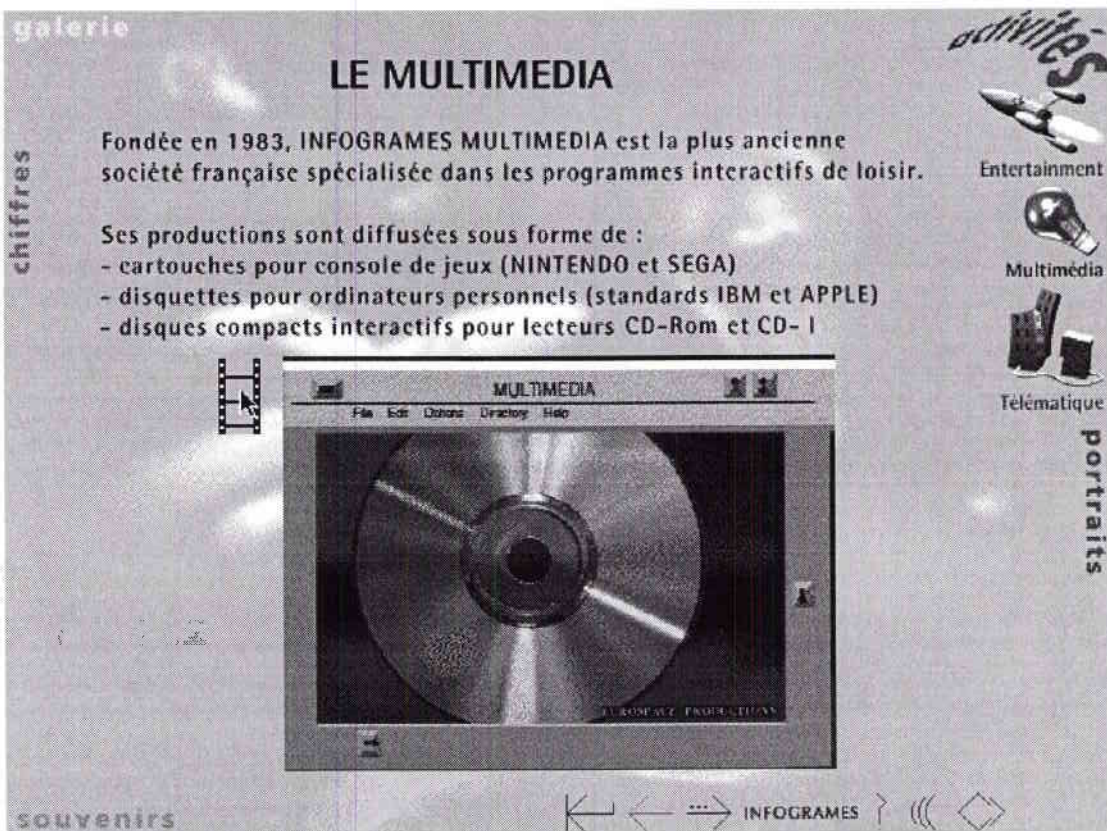 galerie
activités
LE MULTIMEDIA
Fondée en 1983, INFOGRAMES MULTIMEDIA est la plus ancienne
société française spécialisée dans les programmes interactifs de loisir.
chiffres
Entertainment
Ses productions sont diffusées sous forme de :
- cartouches pour console de jeux (NINTENDO et SEGA)
- disquettes pour ordinateurs personnels (standards IBM et APPLE)
- disques compacts interactifs pour lecteurs CD-Rom et CD- I
Multimédia
Télématique
MULTIMEDIA
File Edit Options Directory Help
portraits
PRODUCTIONS
souvenirs
INFOGRAMES